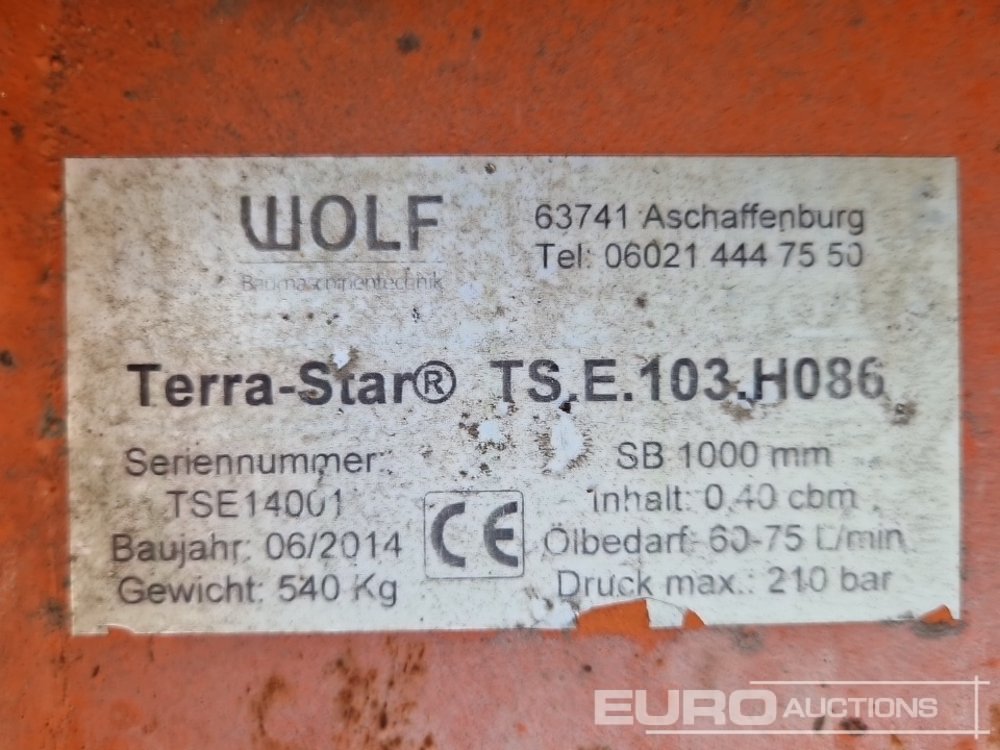 WOLF
Baumaschinentechnik
63741 Aschaffenburg
Tel: 06021 444 75 50
Terra-Star® TS.E.103.H086
Seriennummer:
TSE14001
Baujahr: 06/2014
Gewicht: 540 Kg
CE
SB 1000 mm
Inhalt: 0,40 cbm
Ölbedarf: 60-75 L/min.
Druck max.: 210 bar
EURO AUCTIONS